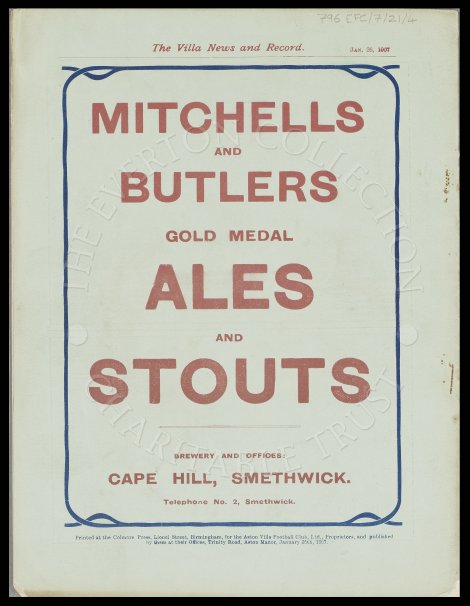 796 EFC/7/21/4
The Villa News and Record. JAN. 26, 1907
MITCHELLS
AND
BUTLERS
GOLD MEDAL
ALES
AND
STOUTS
BREWERY AND OFFICES:
CAPE HILL, SMETHWICK.
Telephone No. 2, Smethwick.
Printed at the Colmore Press, Lionel Street, Birmingham, for the Aston Villa Football Club, Ltd., Proprietors, and published
by them at their Offices, Trinity Road, Aston Manor, January 26th, 1907.
THE EVERTON COLLECTION
CHARITABLE TRUST